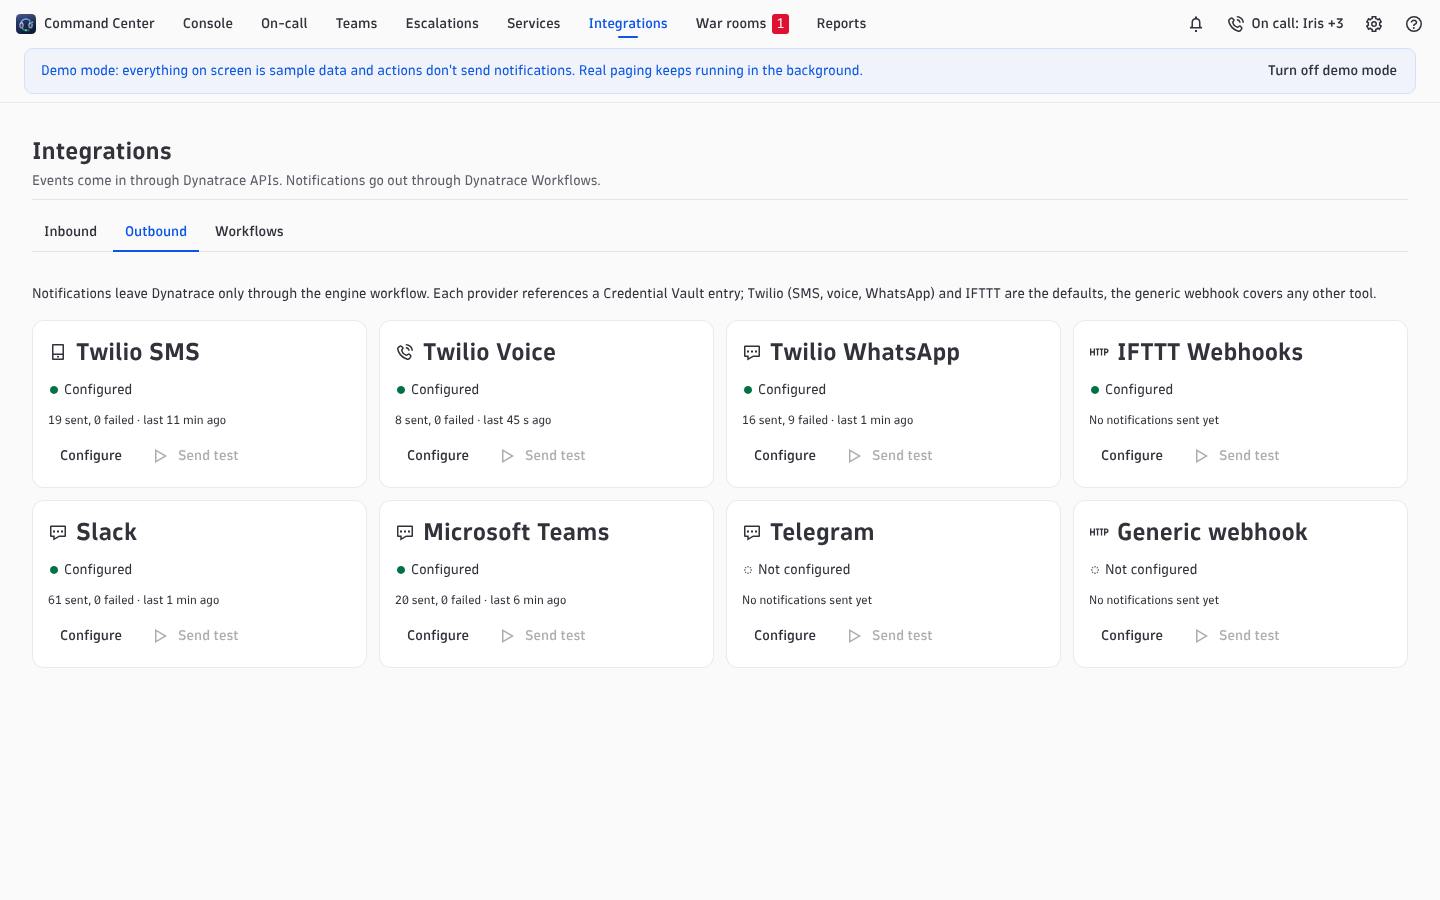 Command Center Console On-call Teams Escalations Services Integrations War rooms 1 Reports On call: Iris +3
Demo mode: everything on screen is sample data and actions don't send notifications. Real paging keeps running in the background. Turn off demo mode
Integrations
Events come in through Dynatrace APIs. Notifications go out through Dynatrace Workflows.
Inbound Outbound Workflows
Notifications leave Dynatrace only through the engine workflow. Each provider references a Credential Vault entry; Twilio (SMS, voice, WhatsApp) and IFTTT are the defaults, the generic webhook covers any other tool.
Twilio SMS
Configured
19 sent, 0 failed · last 11 min ago
Configure Send test
Twilio Voice
Configured
8 sent, 0 failed · last 45 s ago
Configure Send test
Twilio WhatsApp
Configured
16 sent, 9 failed · last 1 min ago
Configure Send test
HTTP IFTTT Webhooks
Configured
No notifications sent yet
Configure Send test
Slack
Configured
61 sent, 0 failed · last 1 min ago
Configure Send test
Microsoft Teams
Configured
20 sent, 0 failed · last 6 min ago
Configure Send test
Telegram
Not configured
No notifications sent yet
Configure Send test
HTTP Generic webhook
Not configured
No notifications sent yet
Configure Send test